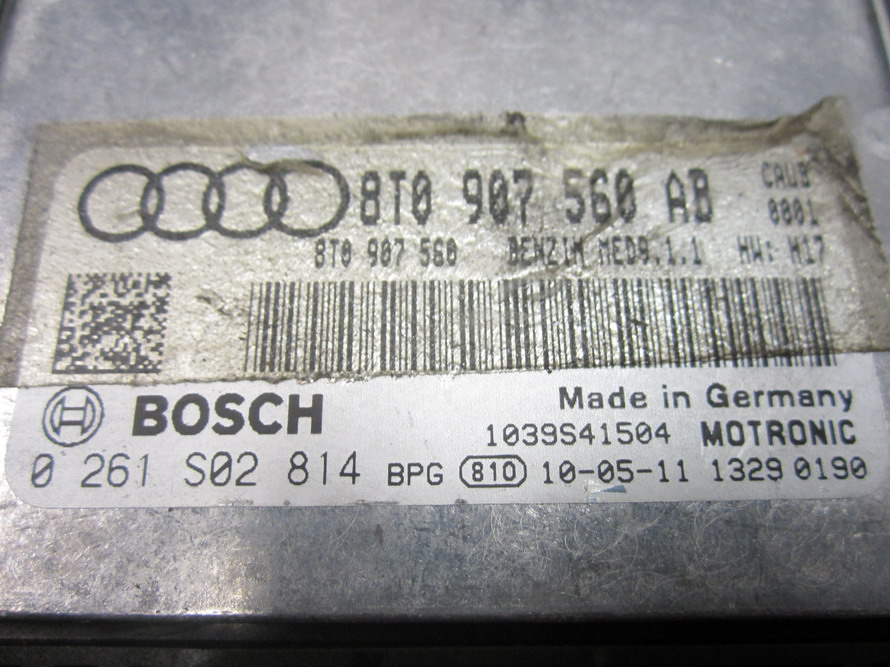 8T0 907 560 AB CAUB
0001
8T0 907 560 BENZIN MED9.1.1 HW: H17
BOSCH Made in Germany
1039S41504 MOTRONIC
0 261 S02 814 BPG 810 10-05-11 1329 0190